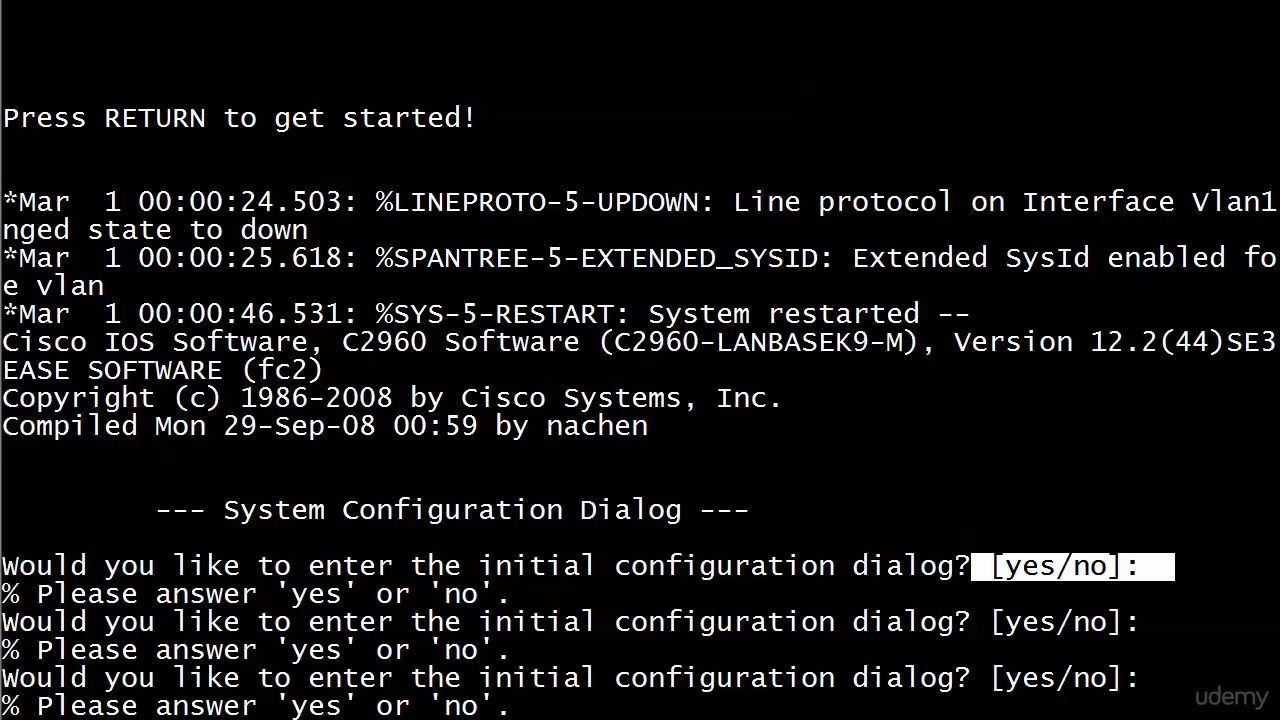 Press RETURN to get started!
*Mar  1 00:00:24.503: %LINEPROTO-5-UPDOWN: Line protocol on Interface Vlan1
nged state to down
*Mar  1 00:00:25.618: %SPANTREE-5-EXTENDED_SYSID: Extended SysId enabled fo
e vlan
*Mar  1 00:00:46.531: %SYS-5-RESTART: System restarted --
Cisco IOS Software, C2960 Software (C2960-LANBASEK9-M), Version 12.2(44)SE3
EASE SOFTWARE (fc2)
Copyright (c) 1986-2008 by Cisco Systems, Inc.
Compiled Mon 29-Sep-08 00:59 by nachen
--- System Configuration Dialog ---
Would you like to enter the initial configuration dialog? [yes/no]:
% Please answer 'yes' or 'no'.
Would you like to enter the initial configuration dialog? [yes/no]:
% Please answer 'yes' or 'no'.
Would you like to enter the initial configuration dialog? [yes/no]:
% Please answer 'yes' or 'no'.
udemy